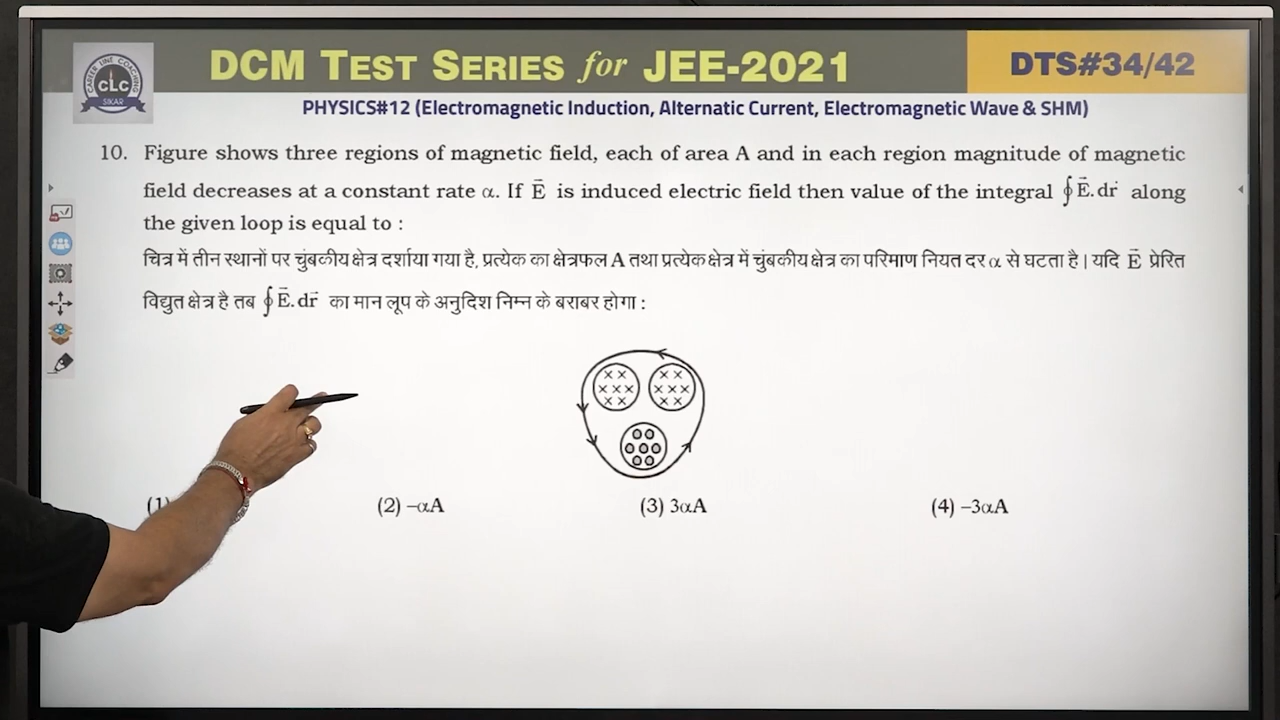 DCM TEST SERIES for JEE-2021
DTS#34/42
CAREER LINE COACHING
CLC
SIKAR
PHYSICS#12 (Electromagnetic Induction, Alternatic Current, Electromagnetic Wave & SHM)
10. Figure shows three regions of magnetic field, each of area A and in each region magnitude of magnetic
field decreases at a constant rate α. If E⃗ is induced electric field then value of the integral ∮E⃗.dr⃗ along
the given loop is equal to :
चित्र में तीन स्थानों पर चुंबकीय क्षेत्र दर्शाया गया है, प्रत्येक का क्षेत्रफल A तथा प्रत्येक क्षेत्र में चुंबकीय क्षेत्र का परिमाण नियत दर α से घटता है। यदि E⃗ प्रेरित
विद्युत क्षेत्र है तब ∮E⃗.dr⃗ का मान लूप के अनुदिश निम्न के बराबर होगा :
(1) (2) –αA (3) 3αA (4) –3αA